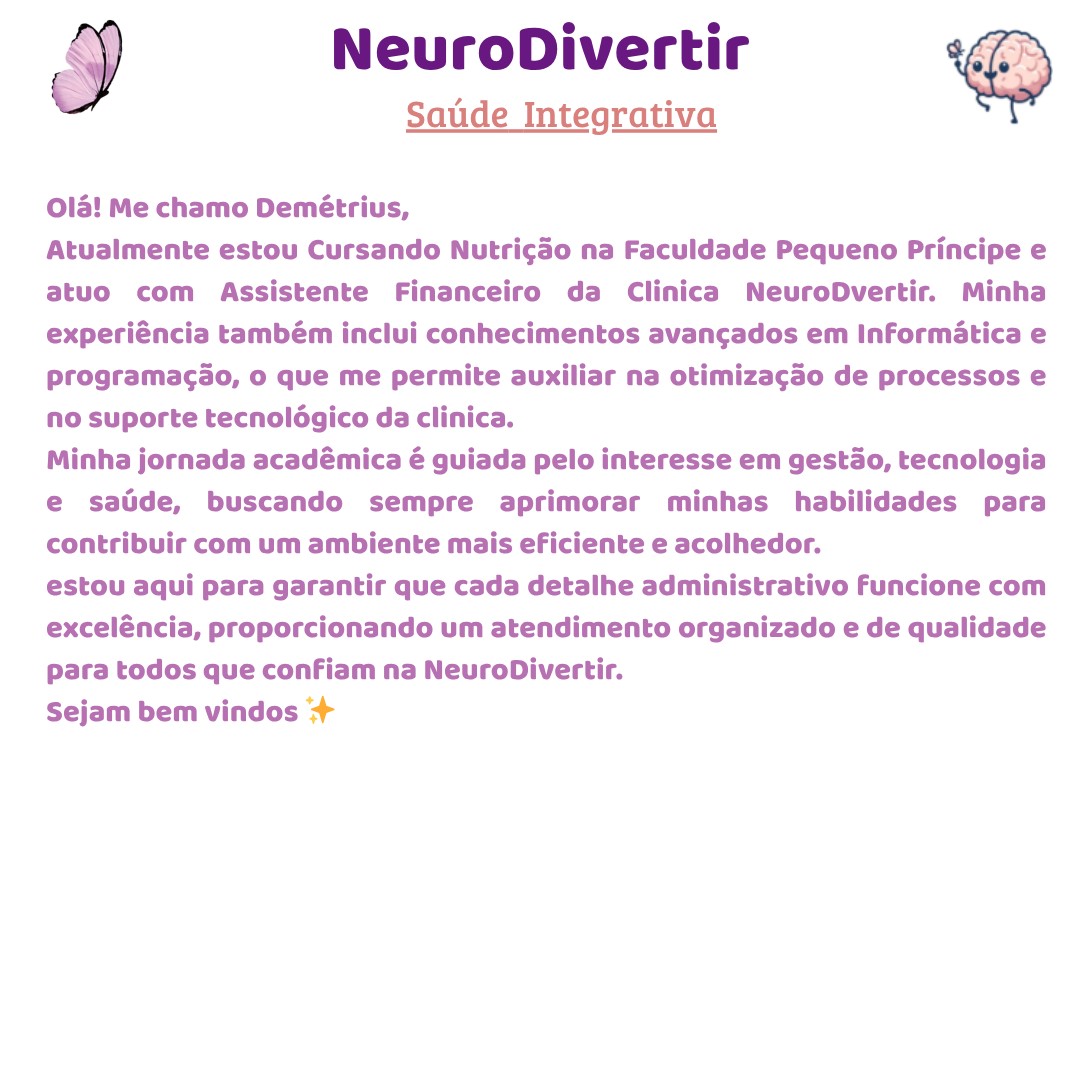 NeuroDivertir
Saúde Integrativa
Olá! Me chamo Demétrius,
Atualmente estou Cursando Nutrição na Faculdade Pequeno Príncipe e
atuo com Assistente Financeiro da Clinica NeuroDvertir. Minha
experiência também inclui conhecimentos avançados em Informática e
programação, o que me permite auxiliar na otimização de processos e
no suporte tecnológico da clinica.
Minha jornada acadêmica é guiada pelo interesse em gestão, tecnologia
e saúde, buscando sempre aprimorar minhas habilidades para
contribuir com um ambiente mais eficiente e acolhedor.
estou aqui para garantir que cada detalhe administrativo funcione com
excelência, proporcionando um atendimento organizado e de qualidade
para todos que confiam na NeuroDivertir.
Sejam bem vindos ✨